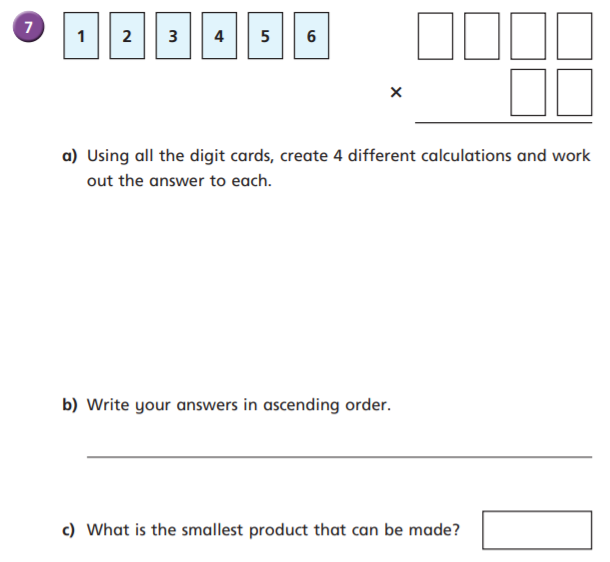 7
1 2 3 4 5 6
×
a) Using all the digit cards, create 4 different calculations and work
out the answer to each.
b) Write your answers in ascending order.
c) What is the smallest product that can be made?